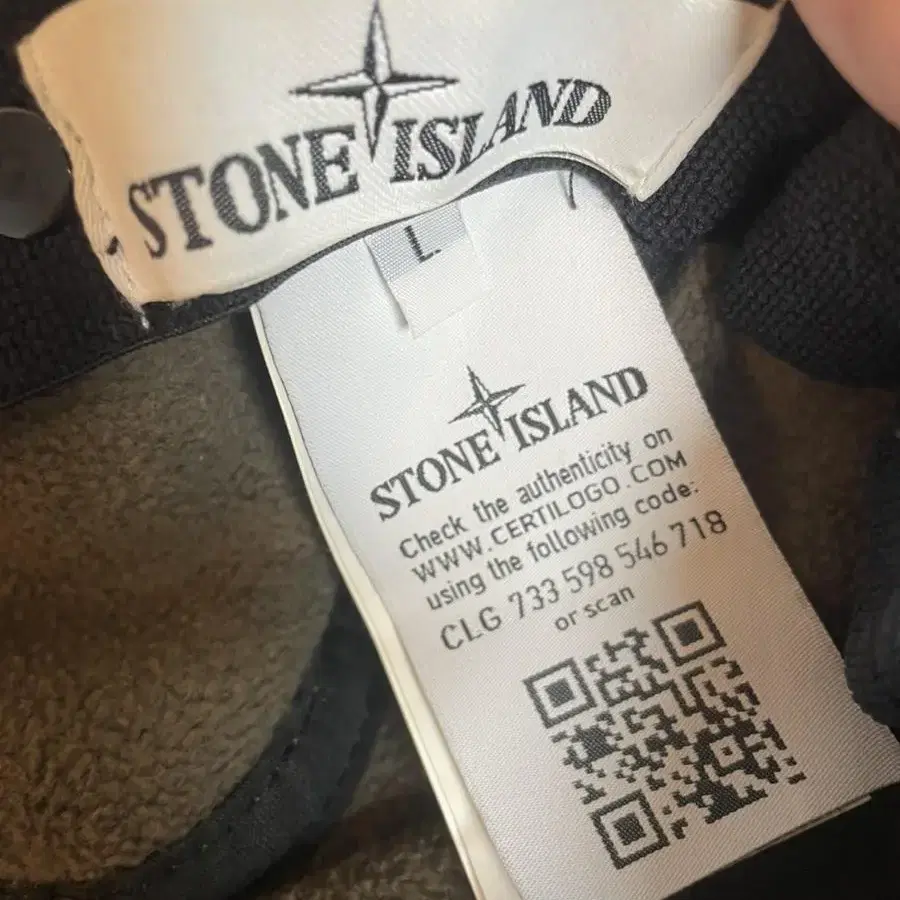 STONE ISLAND
L.
STONE ISLAND
Check the authenticity on
WWW.CERTILOGO.COM
using the following code:
CLG 733 598 546 718
or scan